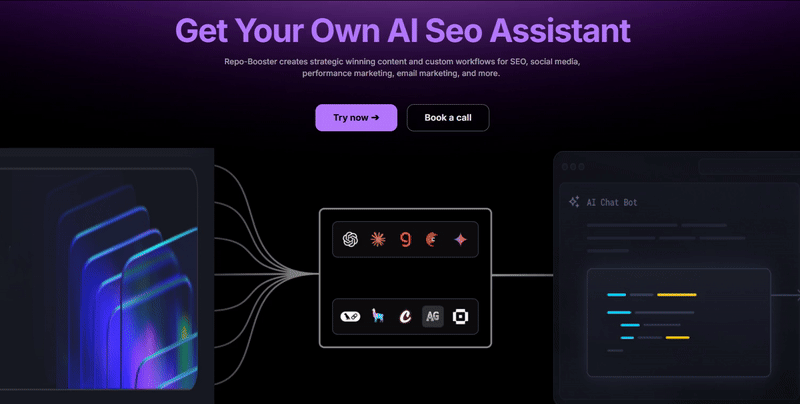 Get Your Own AI Seo Assistant
Repo-Booster creates strategic winning content and custom workflows for SEO, social media,
performance marketing, email marketing, and more.
Try now ➔
Book a call
AI Chat Bot
AG